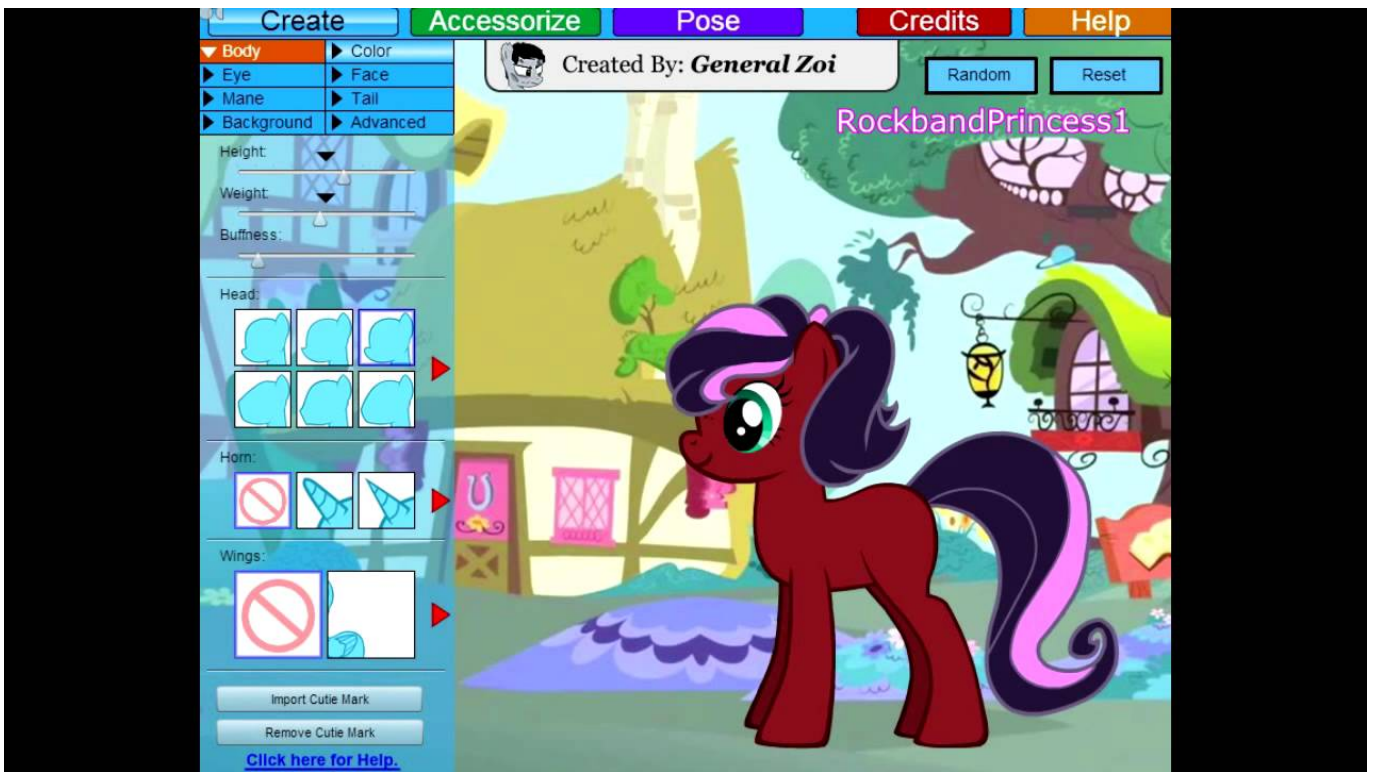 Create Accessorize Pose Credits Help
Body Color
Eye Face
Mane Tail
Background Advanced
Created By: General Zoi
Random Reset
RockbandPrincess1
Height:
Weight:
Buffness:
Head:
Horn:
Wings:
Import Cutie Mark
Remove Cutie Mark
Click here for Help.